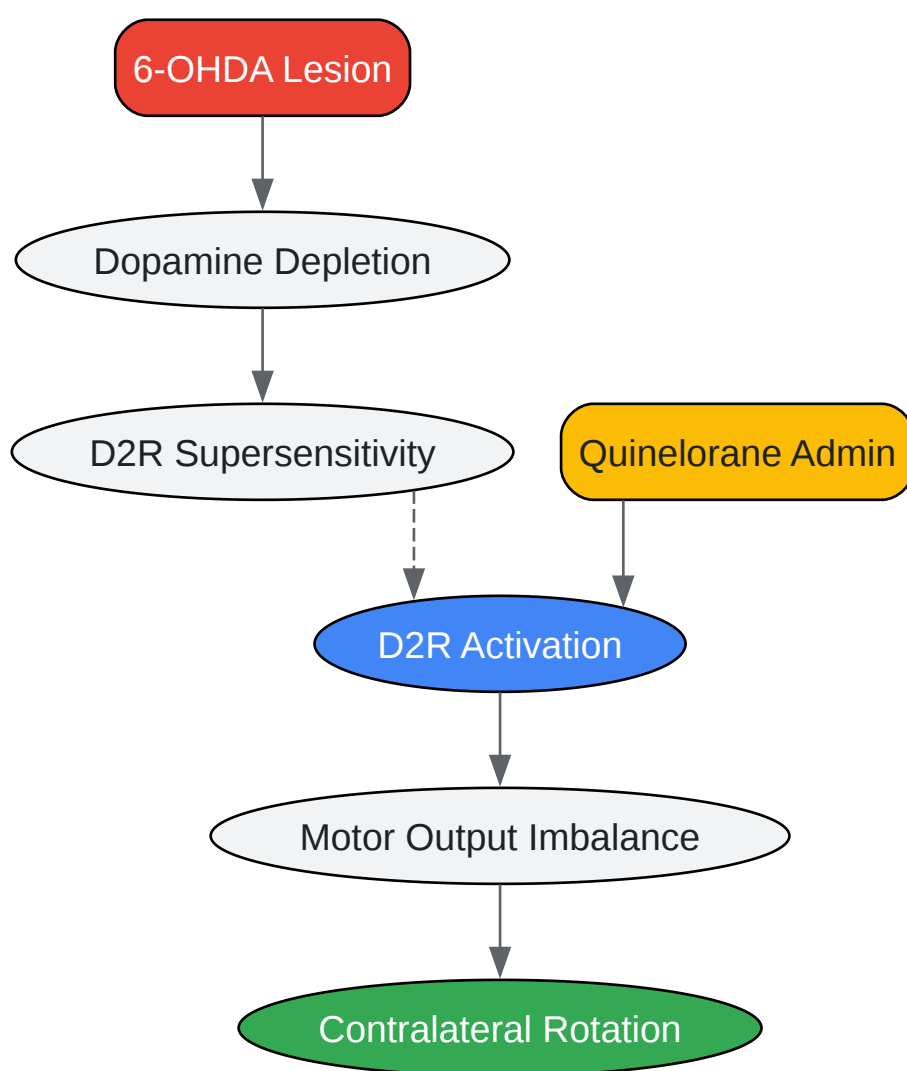 6-OHDA Lesion
Dopamine Depletion
D2R Supersensitivity
Quinelorane Admin
D2R Activation
Motor Output Imbalance
Contralateral Rotation